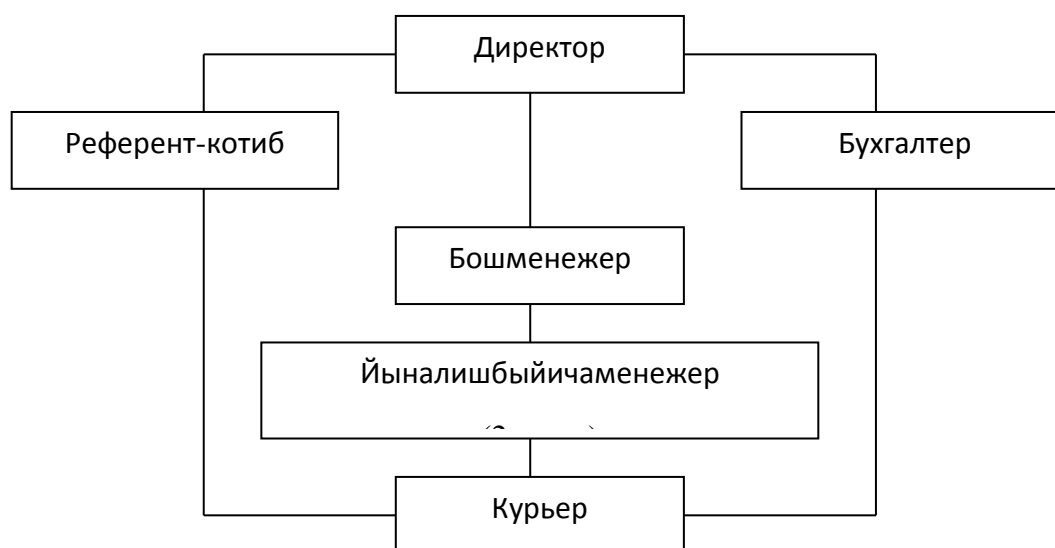 Директор
Референт-котиб
Бухгалтер
Бошменежер
Йыналишбыйичаменежер
Курьер